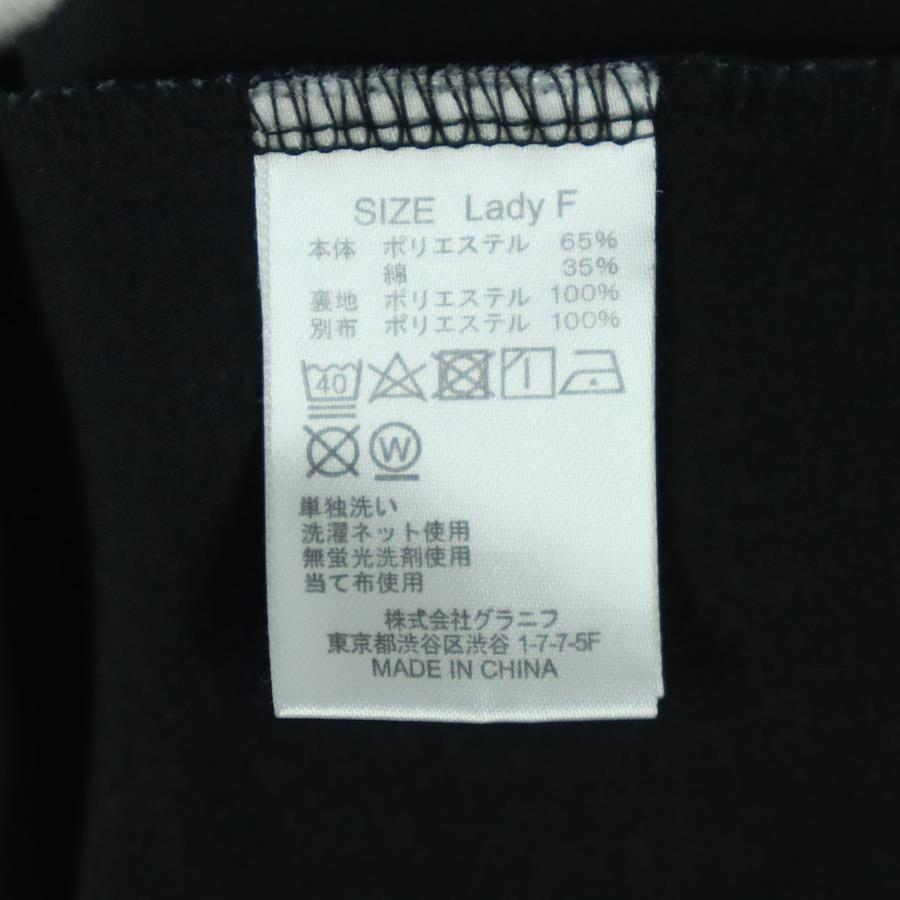 SIZE Lady F
本体 ポリエステル 65%
綿 35%
裏地 ポリエステル 100%
別布 ポリエステル 100%
40
W
単独洗い
洗濯ネット使用
無蛍光洗剤使用
当て布使用
株式会社グラニフ
東京都渋谷区渋谷 1-7-7-5F
MADE IN CHINA